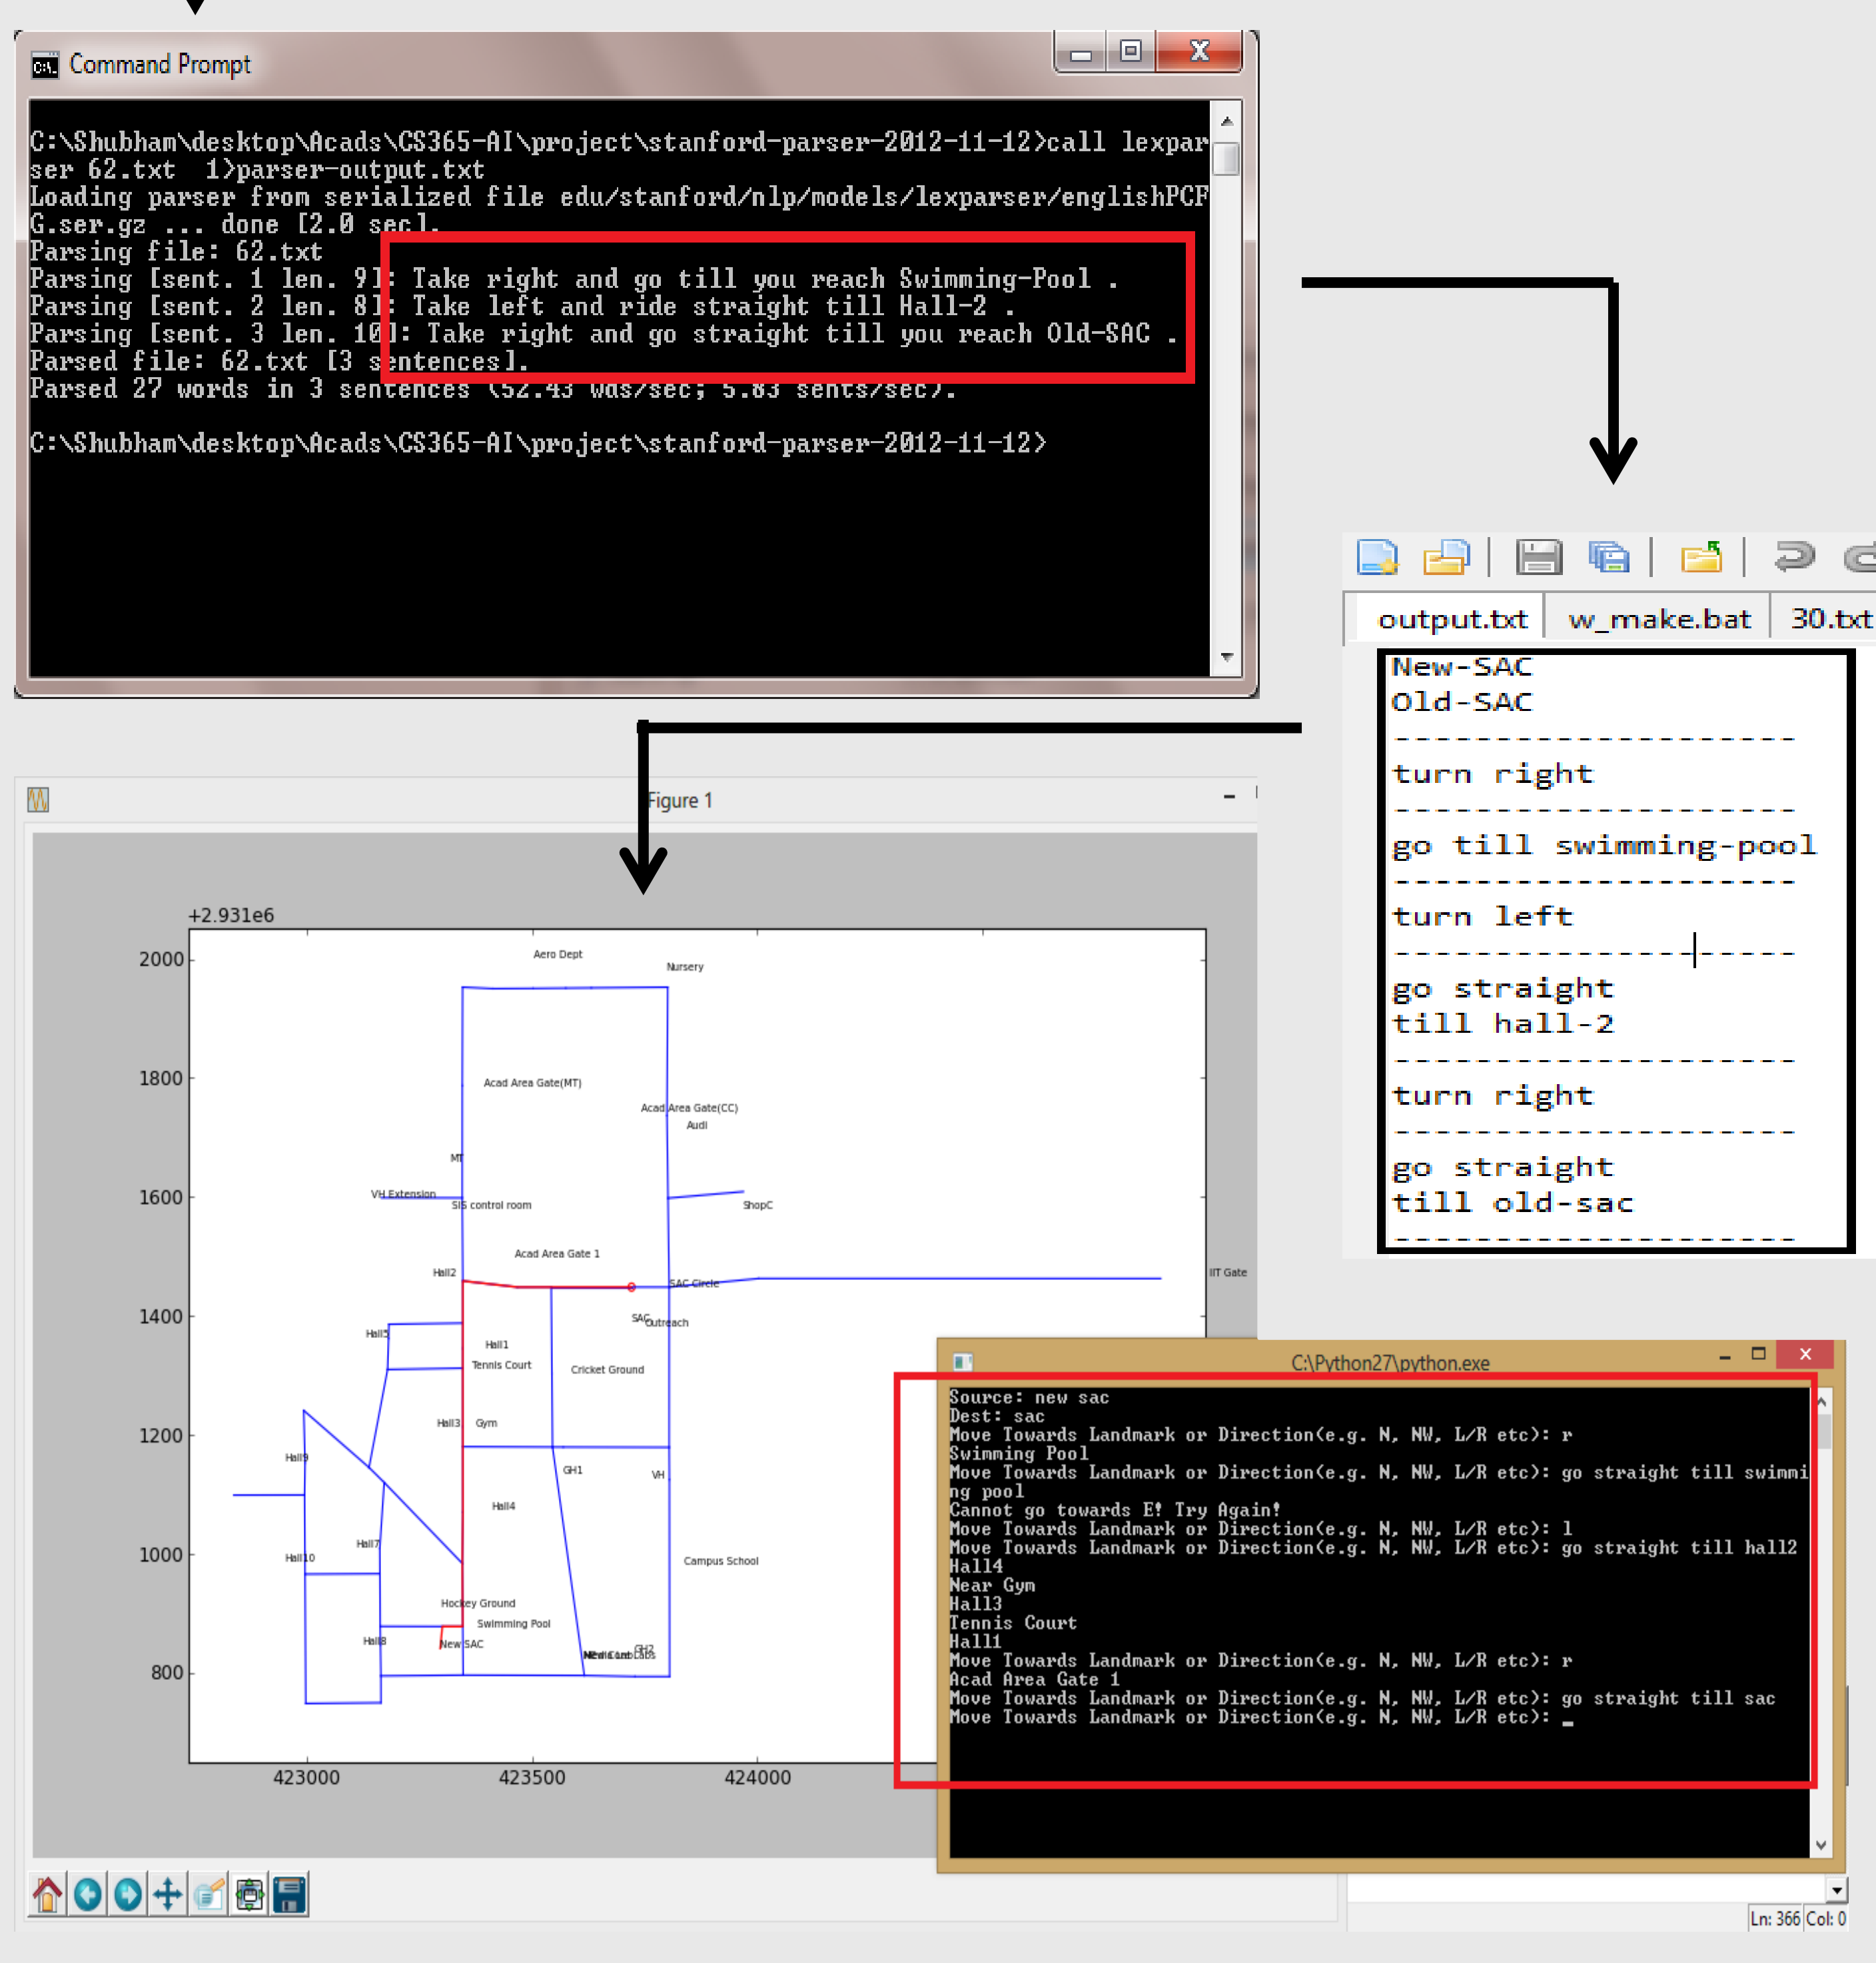 Command Prompt
C:\Shubham\desktop\Acads\CS365-AI\project\stanford-parser-2012-11-12>call lexpar
ser 62.txt  1>parser-output.txt
Loading parser from serialized file edu/stanford/nlp/models/lexparser/englishPCF
G.ser.gz ... done [2.0 sec].
Parsing file: 62.txt
Parsing [sent. 1 len. 9]: Take right and go till you reach Swimming-Pool .
Parsing [sent. 2 len. 8]: Take left and ride straight till Hall-2 .
Parsing [sent. 3 len. 10]: Take right and go straight till you reach Old-SAC .
Parsed file: 62.txt [3 sentences].
Parsed 27 words in 3 sentences (52.43 wds/sec; 5.83 sents/sec).
C:\Shubham\desktop\Acads\CS365-AI\project\stanford-parser-2012-11-12>
output.txt w_make.bat 30.txt
New-SAC
Old-SAC
--------------------
turn right
--------------------
go till swimming-pool
--------------------
turn left
--------------------
go straight
till hall-2
--------------------
turn right
--------------------
go straight
till old-sac
--------------------
Figure 1
+2.931e6
2000
1800
1600
1400
1200
1000
800
423000 423500 424000
Aero Dept
Nursery
Acad Area Gate(MT)
Acad Area Gate(CC)
Audi
MT
VH Extension
SIS control room
ShopC
Acad Area Gate 1
Hall2
SAC Circle
IIT Gate
SAC
Outreach
Hall5
Hall1
Tennis Court
Cricket Ground
Hall3
Gym
Hall9
GH1
VH
Hall4
Hall7
Hall10
Campus School
Hockey Ground
Swimming Pool
Hall8
New SAC
GH2
C:\Python27\python.exe
Source: new sac
Dest: sac
Move Towards Landmark or Direction(e.g. N, NW, L/R etc): r
Swimming Pool
Move Towards Landmark or Direction(e.g. N, NW, L/R etc): go straight till swimmi
ng pool
Cannot go towards E! Try Again!
Move Towards Landmark or Direction(e.g. N, NW, L/R etc): l
Move Towards Landmark or Direction(e.g. N, NW, L/R etc): go straight till hall2
Hall4
Near Gym
Hall3
Tennis Court
Hall1
Move Towards Landmark or Direction(e.g. N, NW, L/R etc): r
Acad Area Gate 1
Move Towards Landmark or Direction(e.g. N, NW, L/R etc): go straight till sac
Move Towards Landmark or Direction(e.g. N, NW, L/R etc): _
Ln: 366 Col: 0